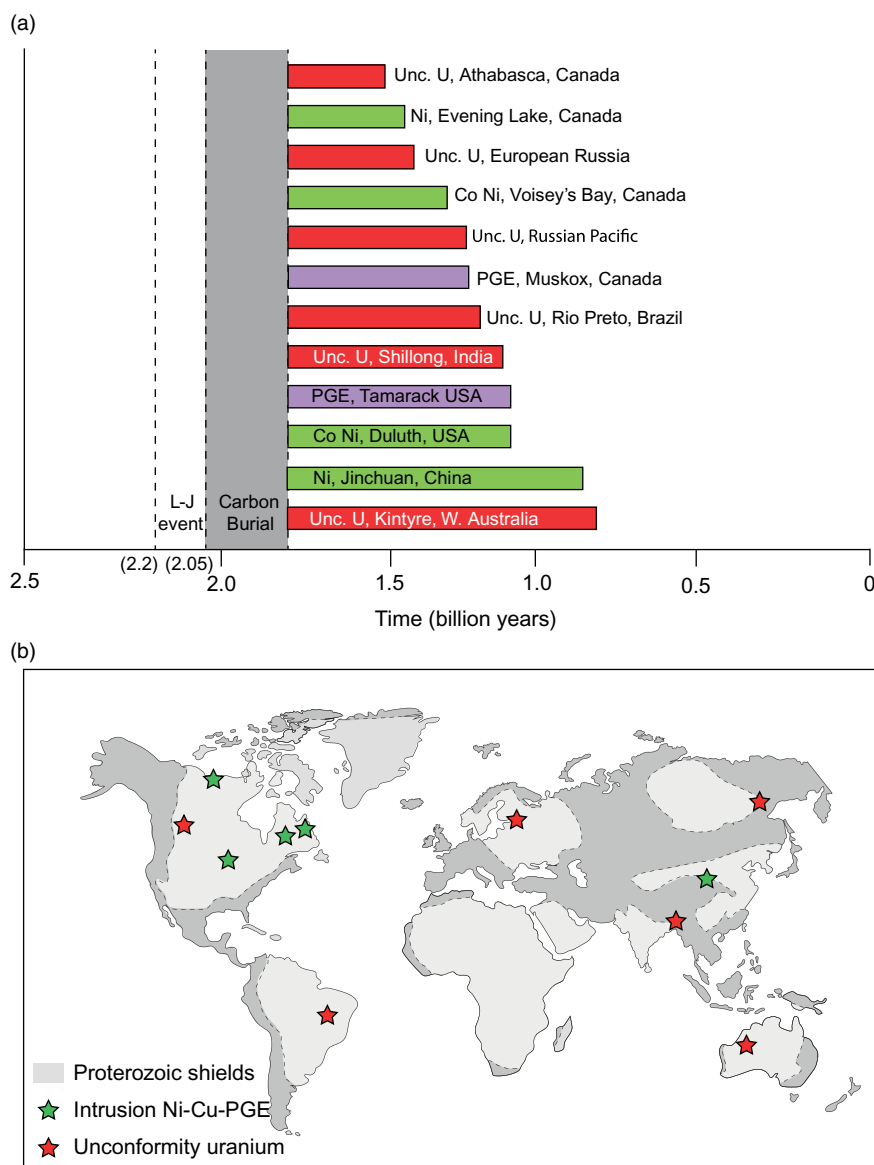 (a)
Unc. U, Athabasca, Canada
Ni, Evening Lake, Canada
Unc. U, European Russia
Co Ni, Voisey's Bay, Canada
Unc. U, Russian Pacific
PGE, Muskox, Canada
Unc. U, Rio Preto, Brazil
Unc. U, Shillong, India
PGE, Tamarack USA
Co Ni, Duluth, USA
Ni, Jinchuan, China
Unc. U, Kintyre, W. Australia
L-J
event
Carbon
Burial
(2.2) (2.05)
2.5 2.0 1.5 1.0 0.5 0
Time (billion years)
(b)
Proterozoic shields
Intrusion Ni-Cu-PGE
Unconformity uranium